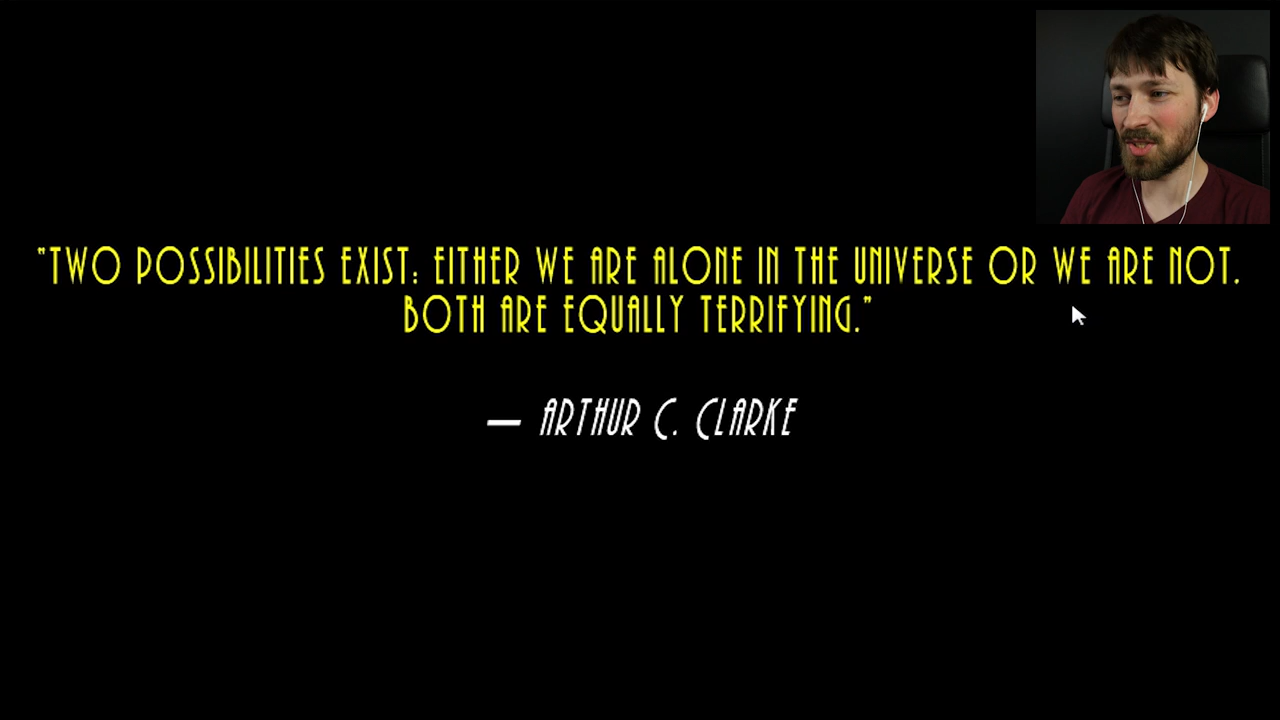 "TWO POSSIBILITIES EXIST: EITHER WE ARE ALONE IN THE UNIVERSE OR WE ARE NOT.
BOTH ARE EQUALLY TERRIFYING."
— ARTHUR C. CLARKE